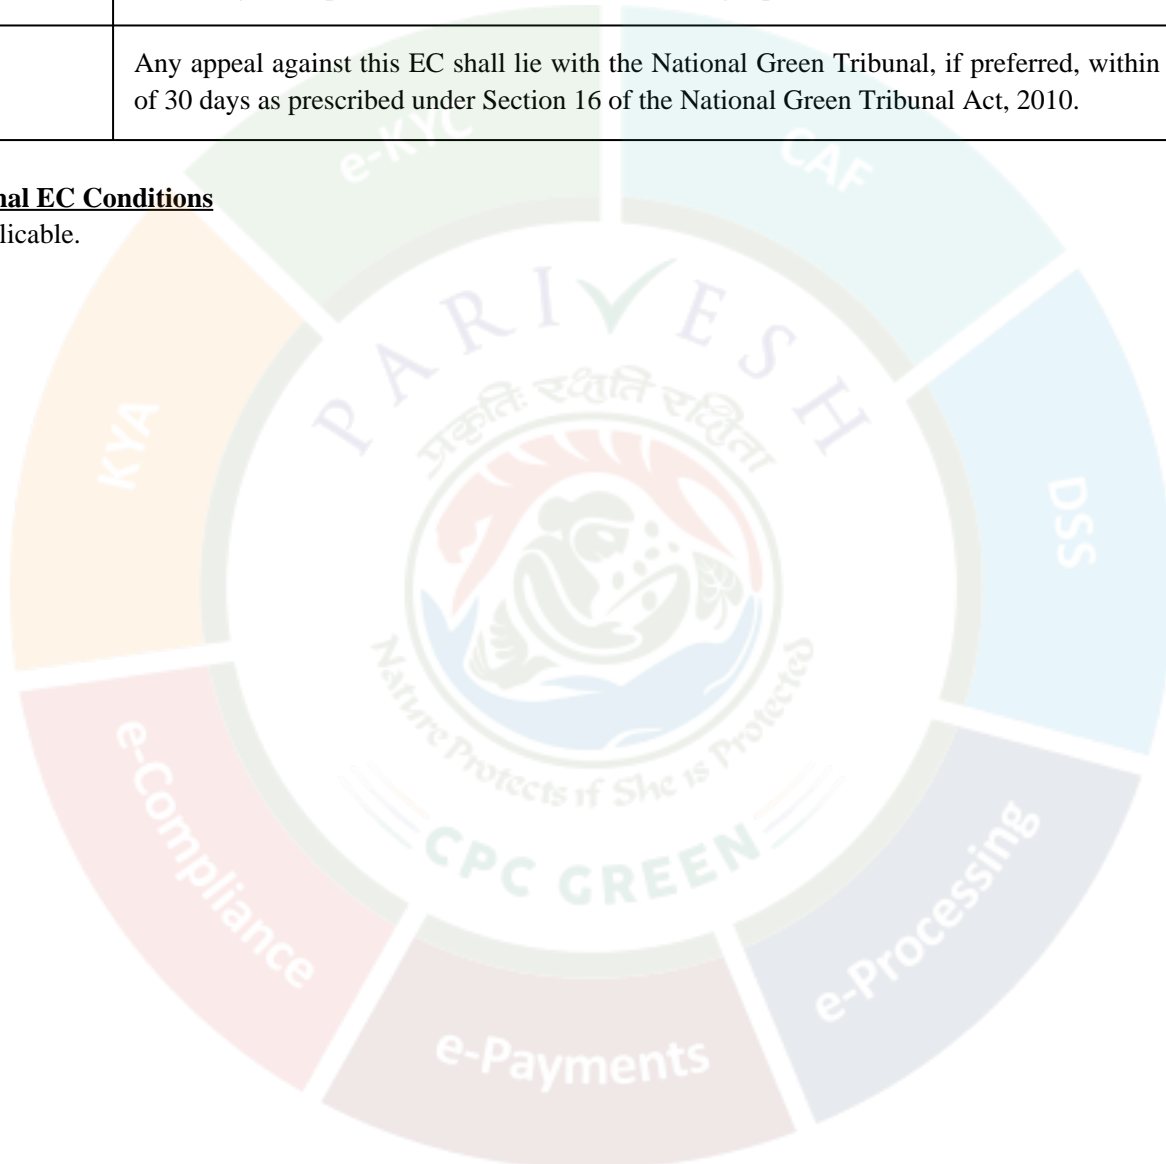 Any appeal against this EC shall lie with the National Green Tribunal, if preferred, within
of 30 days as prescribed under Section 16 of the National Green Tribunal Act, 2010.
nal EC Conditions
licable.
e-KYC
CAF
KYA
DSS
PARIVESH
प्रकृतिः रक्षति रक्षिता
Nature Protects if She is Protected
CPC GREEN
e-Compliance
e-Processing
e-Payments